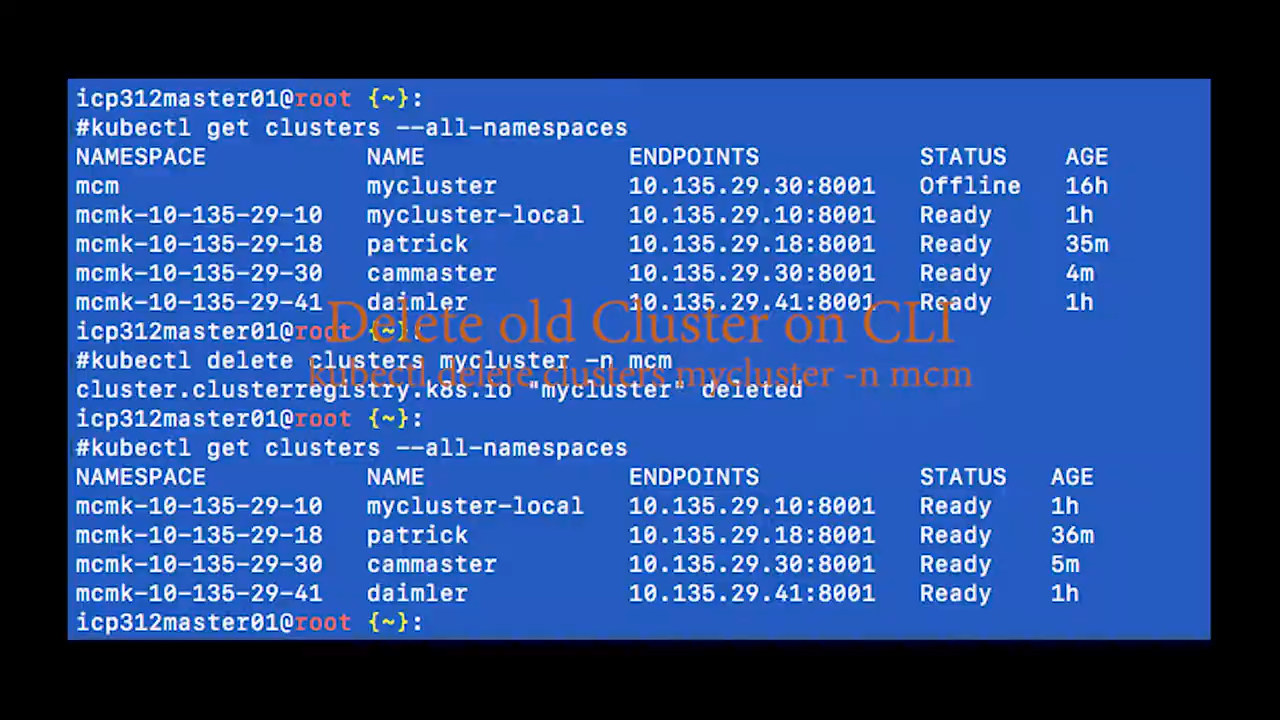 icp312master01@root {~}:
#kubectl get clusters --all-namespaces
NAMESPACE NAME ENDPOINTS STATUS AGE
mcm mycluster 10.135.29.30:8001 Offline 16h
mcmk-10-135-29-10 mycluster-local 10.135.29.10:8001 Ready 1h
mcmk-10-135-29-18 patrick 10.135.29.18:8001 Ready 35m
mcmk-10-135-29-30 cammaster 10.135.29.30:8001 Ready 4m
mcmk-10-135-29-41 daimler 10.135.29.41:8001 Ready 1h
Delete old Cluster on CLI
icp312master01@root {~}:
#kubectl delete clusters mycluster -n mcm
kubectl delete clusters mycluster -n mcm
cluster.clusterregistry.k8s.io "mycluster" deleted
icp312master01@root {~}:
#kubectl get clusters --all-namespaces
NAMESPACE NAME ENDPOINTS STATUS AGE
mcmk-10-135-29-10 mycluster-local 10.135.29.10:8001 Ready 1h
mcmk-10-135-29-18 patrick 10.135.29.18:8001 Ready 36m
mcmk-10-135-29-30 cammaster 10.135.29.30:8001 Ready 5m
mcmk-10-135-29-41 daimler 10.135.29.41:8001 Ready 1h
icp312master01@root {~}: